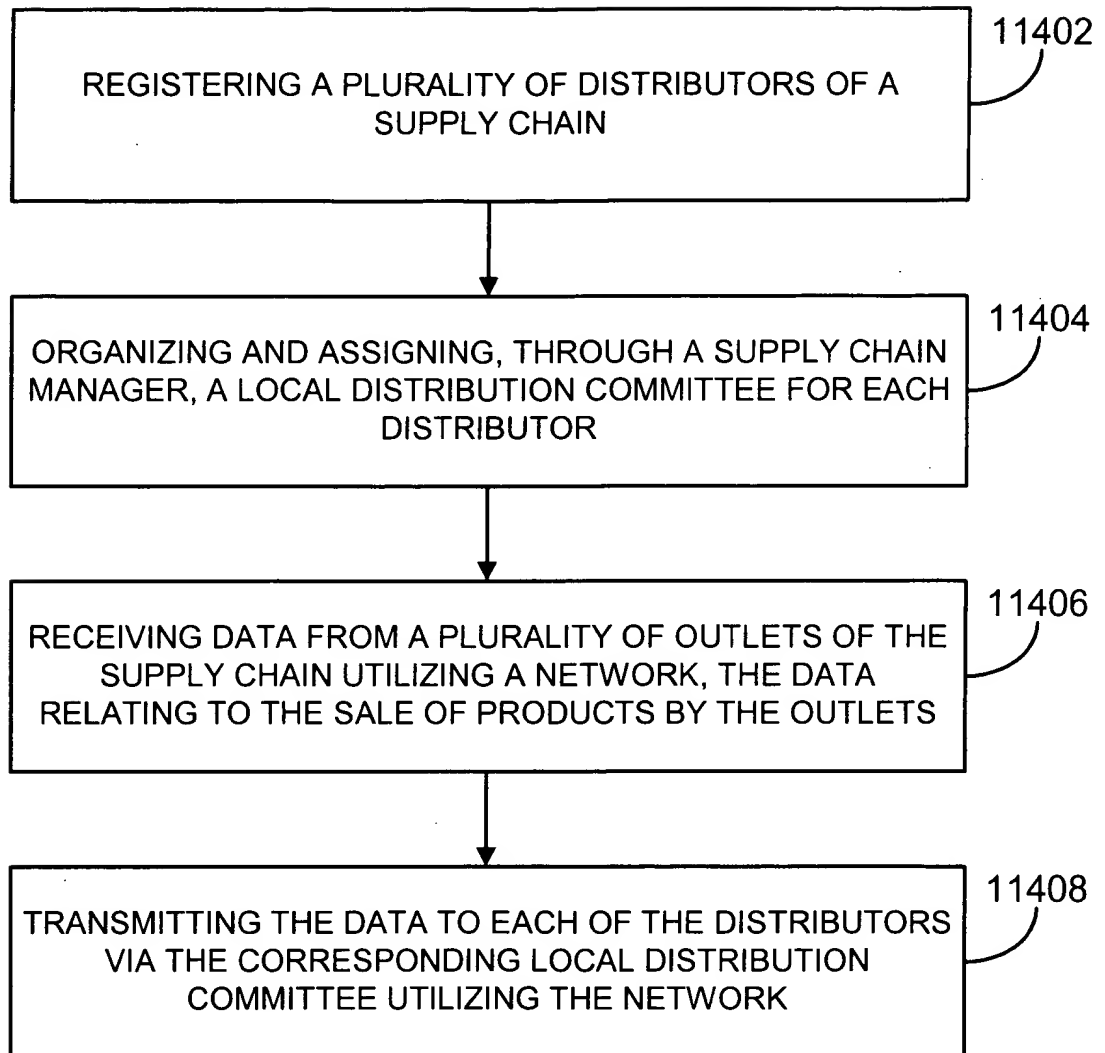 11402
REGISTERING A PLURALITY OF DISTRIBUTORS OF A
SUPPLY CHAIN
11404
ORGANIZING AND ASSIGNING, THROUGH A SUPPLY CHAIN
MANAGER, A LOCAL DISTRIBUTION COMMITTEE FOR EACH
DISTRIBUTOR
11406
RECEIVING DATA FROM A PLURALITY OF OUTLETS OF THE
SUPPLY CHAIN UTILIZING A NETWORK, THE DATA
RELATING TO THE SALE OF PRODUCTS BY THE OUTLETS
11408
TRANSMITTING THE DATA TO EACH OF THE DISTRIBUTORS
VIA THE CORRESPONDING LOCAL DISTRIBUTION
COMMITTEE UTILIZING THE NETWORK